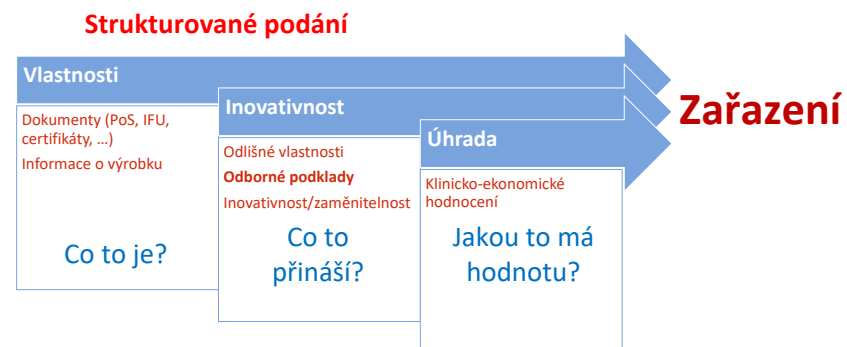 Strukturované podání
Vlastnosti
Dokumenty (PoS, IFU,
certifikáty, …)
Informace o výrobku
Co to je?
Inovativnost
Odlišné vlastnosti
Odborné podklady
Inovativnost/zaměnitelnost
Co to
přináší?
Úhrada
Klinicko-ekonomické
hodnocení
Jakou to má
hodnotu?
Zařazení